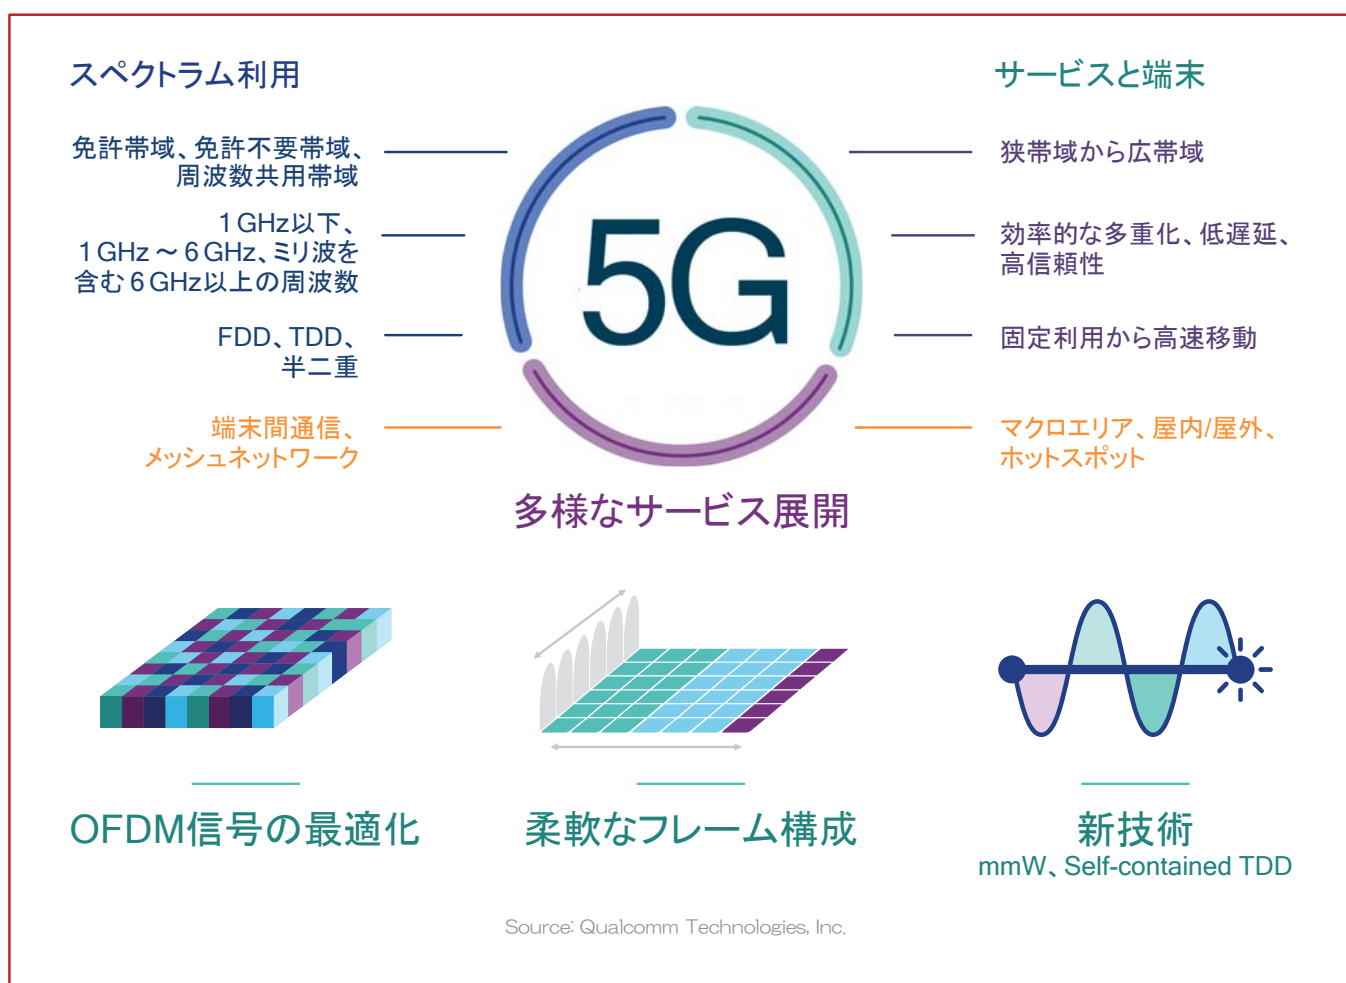 スペクトラム利用
免許帯域、免許不要帯域、
周波数共用帯域
1 GHz以下、
1 GHz ～ 6 GHz、ミリ波を
含む 6 GHz以上の周波数
FDD、TDD、
半二重
端末間通信、
メッシュネットワーク
5G
サービスと端末
狭帯域から広帯域
効率的な多重化、低遅延、
高信頼性
固定利用から高速移動
マクロエリア、屋内/屋外、
ホットスポット
多様なサービス展開
OFDM信号の最適化
柔軟なフレーム構成
新技術
mmW、Self-contained TDD
Source: Qualcomm Technologies, Inc.